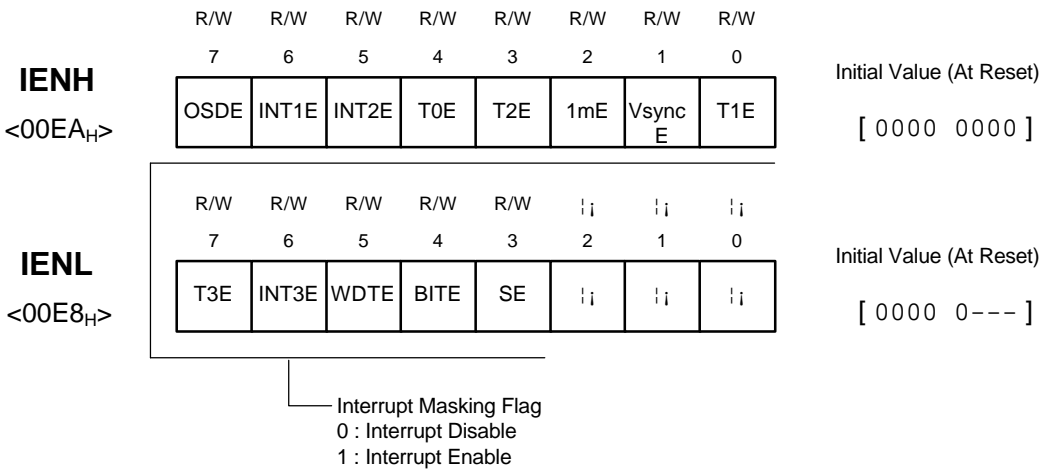 R/W R/W R/W R/W R/W R/W R/W R/W
7 6 5 4 3 2 1 0
IENH
<00EAH>
OSDE INT1E INT2E T0E T2E 1mE Vsync E T1E
Initial Value (At Reset)
[ 0000 0000 ]
R/W R/W R/W R/W R/W ¦¡ ¦¡ ¦¡
7 6 5 4 3 2 1 0
IENL
<00E8H>
T3E INT3E WDTE BITE SE ¦¡ ¦¡ ¦¡
Initial Value (At Reset)
[ 0000 0--- ]
Interrupt Masking Flag
0 : Interrupt Disable
1 : Interrupt Enable